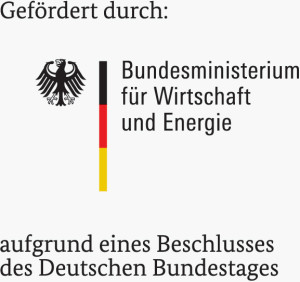 Gefördert durch:
Bundesministerium
für Wirtschaft
und Energie
aufgrund eines Beschlusses
des Deutschen Bundestages